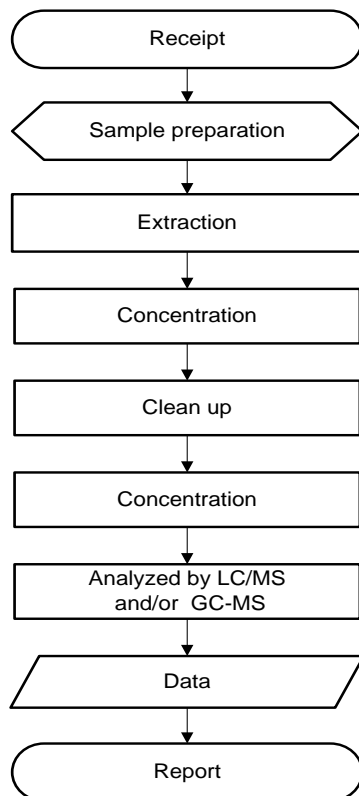 Receipt
Sample preparation
Extraction
Concentration
Clean up
Concentration
Analyzed by LC/MS
and/or  GC-MS
Data
Report